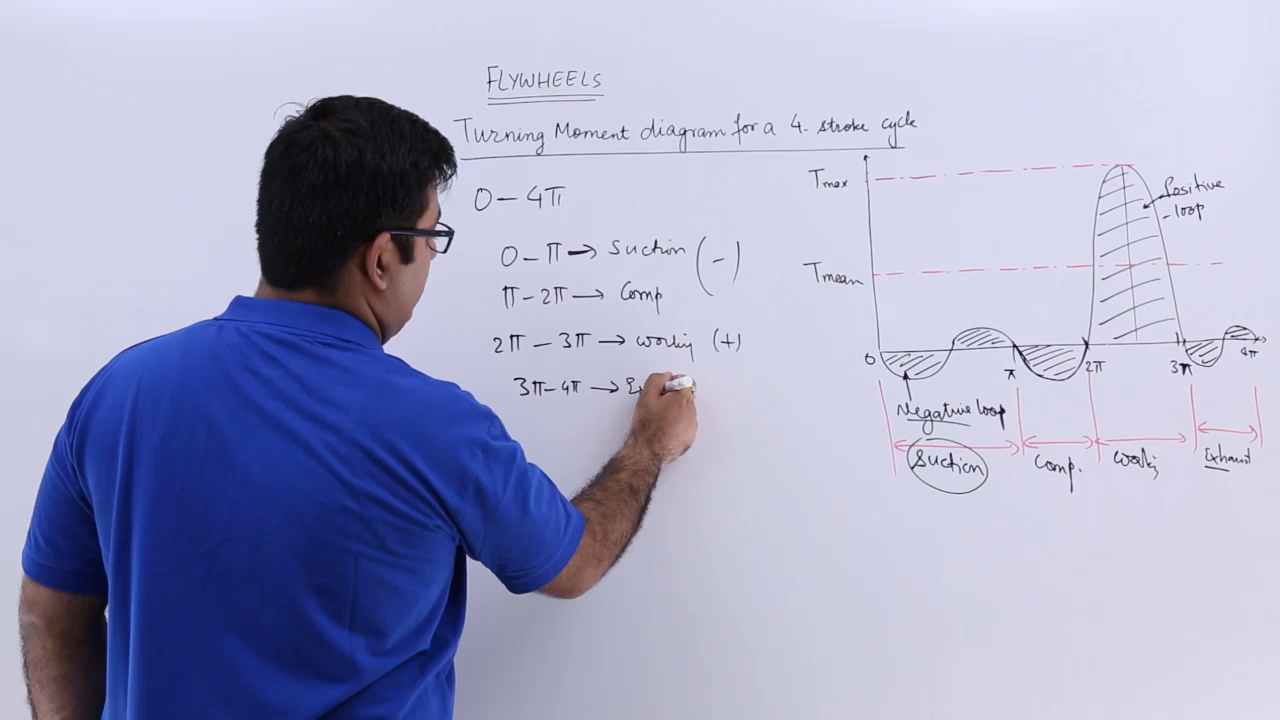 FLYWHEELS
Turning Moment diagram for a 4. stroke cycle
0 – 4π
0 – π → Suction (-)
π – 2π → Comp
2π – 3π → working (+)
3π – 4π → Ex
Tmax
Positive
loop
Tmean
0
π
2π
3π
4π
Negative loop
Suction
Comp.
working
Exhaust